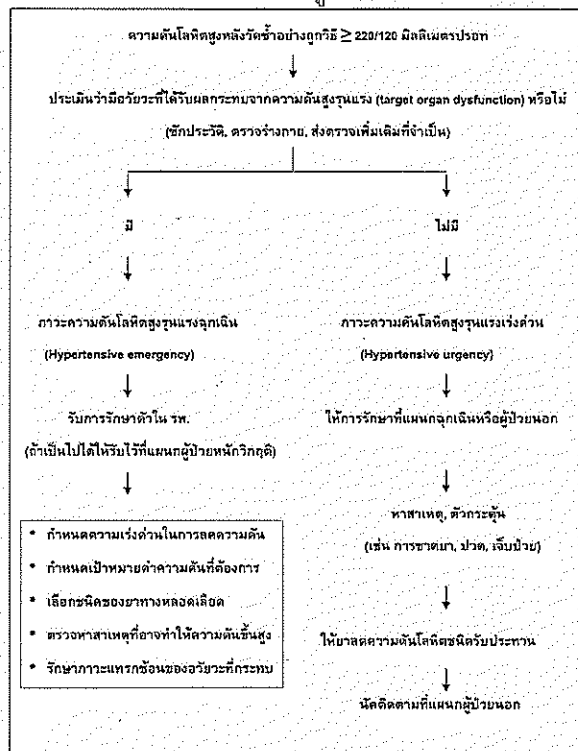 ความดันโลหิตสูงหลังวัดซ้ำอย่างถูกวิธี ≥ 220/120 มิลลิเมตรปรอท
ประเมินว่ามีอวัยวะที่ได้รับผลกระทบจากความดันสูงรุนแรง (target organ dysfunction) หรือไม่
(ซักประวัติ, ตรวจร่างกาย, ส่งตรวจเพิ่มเติมที่จำเป็น)
มี
ไม่มี
ภาวะความดันโลหิตสูงรุนแรงฉุกเฉิน
(Hypertensive emergency)
ภาวะความดันโลหิตสูงรุนแรงเร่งด่วน
(Hypertensive urgency)
รับการรักษาตัวใน รพ.
(ถ้าเป็นไปได้ให้รับไว้ที่แผนกผู้ป่วยหนักวิกฤติ)
ให้การรักษาที่แผนกฉุกเฉินหรือผู้ป่วยนอก
* กำหนดความเร่งด่วนในการลดความดัน
* กำหนดเป้าหมายค่าความดันที่ต้องการ
* เลือกชนิดของยาทางหลอดเลือด
* ตรวจหาสาเหตุที่อาจทำให้ความดันขึ้นสูง
* รักษาภาวะแทรกซ้อนของอวัยวะที่กระทบ
หาสาเหตุ, ตัวกระตุ้น
(เช่น การขาดยา, ปวด, เจ็บป่วย)
ให้ยาลดความดันโลหิตชนิดรับประทาน
นัดติดตามที่แผนกผู้ป่วยนอก